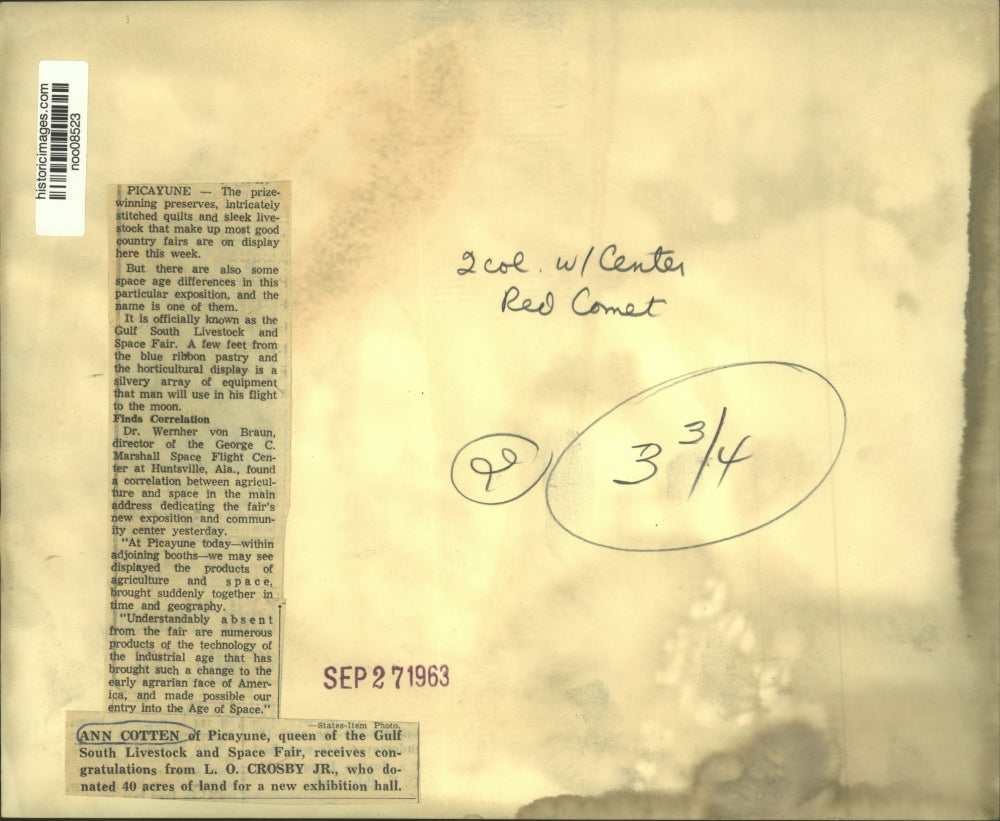 historicimages.com
noo08523
PICAYUNE — The prize-
winning preserves, intricately
stitched quilts and sleek live-
stock that make up most good
country fairs are on display
here this week.
But there are also some
space age differences in this
particular exposition, and the
name is one of them.
It is officially known as the
Gulf South Livestock and
Space Fair. A few feet from
the blue ribbon pastry and
the horticultural display is a
silvery array of equipment
that man will use in his flight
to the moon.
Finds Correlation
Dr. Wernher von Braun,
director of the George C.
Marshall Space Flight Cen-
ter at Huntsville, Ala., found
a correlation between agricul-
ture and space in the main
address dedicating the fair's
new exposition and commun-
ity center yesterday.
"At Picayune today—within
adjoining booths—we may see
displayed the products of
agriculture and space,
brought suddenly together in
time and geography.
"Understandably absent
from the fair are numerous
products of the technology of
the industrial age that has
brought such a change to the
early agrarian face of Amer-
ica, and made possible our
entry into the Age of Space."
—States-Item Photo.
ANN COTTEN of Picayune, queen of the Gulf
South Livestock and Space Fair, receives con-
gratulations from L. O. CROSBY JR., who do-
nated 40 acres of land for a new exhibition hall.
2 col. w/ Center
Red Comet
3 3/4
SEP 27 1963